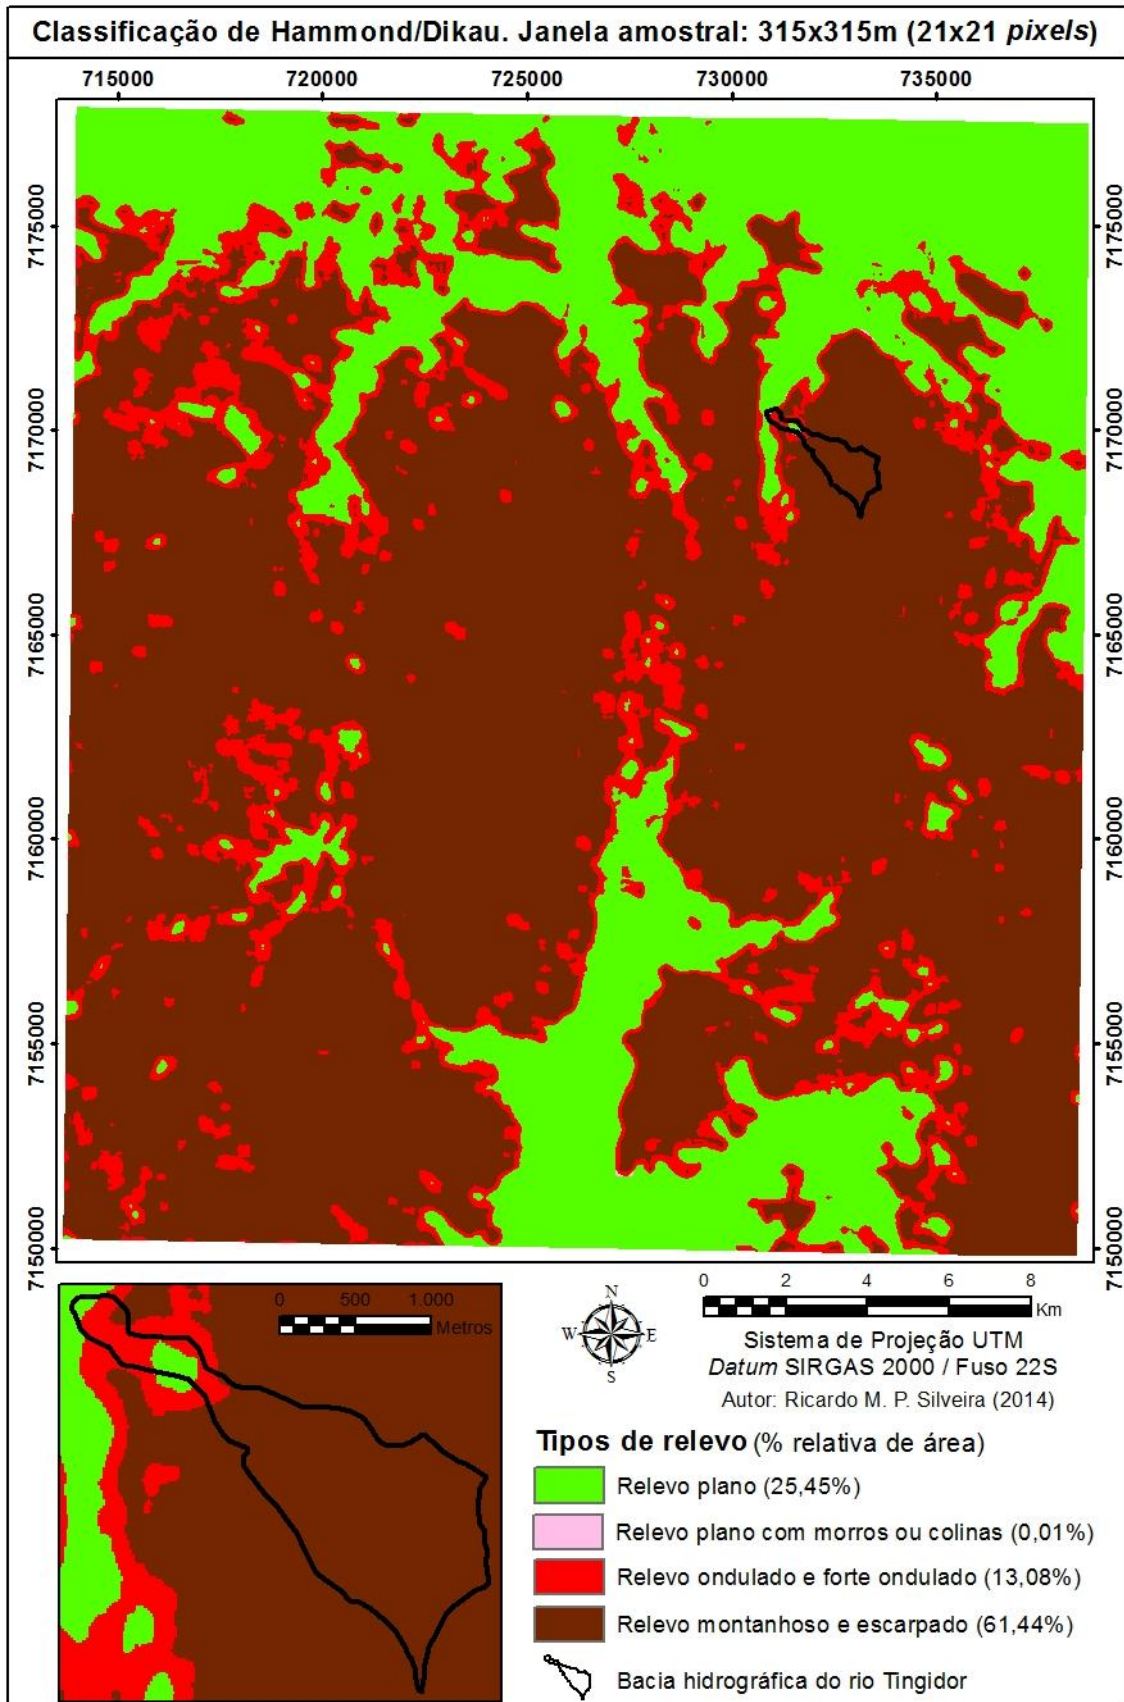 Classificação de Hammond/Dikau. Janela amostral: 315x315m (21x21 pixels)
715000 720000 725000 730000 735000
7175000 7175000
7170000 7170000
7165000 7165000
7160000 7160000
7155000 7155000
7150000 7150000
0 500 1.000
Metros
N
W E
S
0 2 4 6 8
Km
Sistema de Projeção UTM
Datum SIRGAS 2000 / Fuso 22S
Autor: Ricardo M. P. Silveira (2014)
Tipos de relevo (% relativa de área)
Relevo plano (25,45%)
Relevo plano com morros ou colinas (0,01%)
Relevo ondulado e forte ondulado (13,08%)
Relevo montanhoso e escarpado (61,44%)
Bacia hidrográfica do rio Tingidor